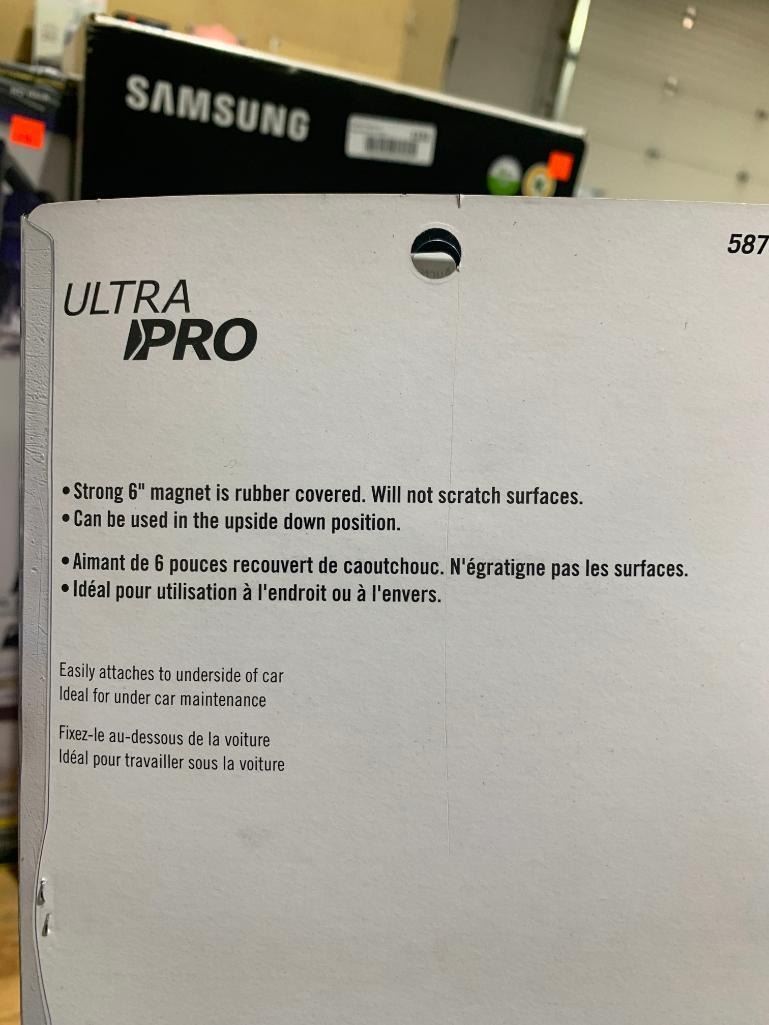 SAMSUNG
587
ULTRA
PRO
• Strong 6" magnet is rubber covered. Will not scratch surfaces.
• Can be used in the upside down position.
• Aimant de 6 pouces recouvert de caoutchouc. N'égratigne pas les surfaces.
• Idéal pour utilisation à l'endroit ou à l'envers.
Easily attaches to underside of car
Ideal for under car maintenance
Fixez-le au-dessous de la voiture
Idéal pour travailler sous la voiture